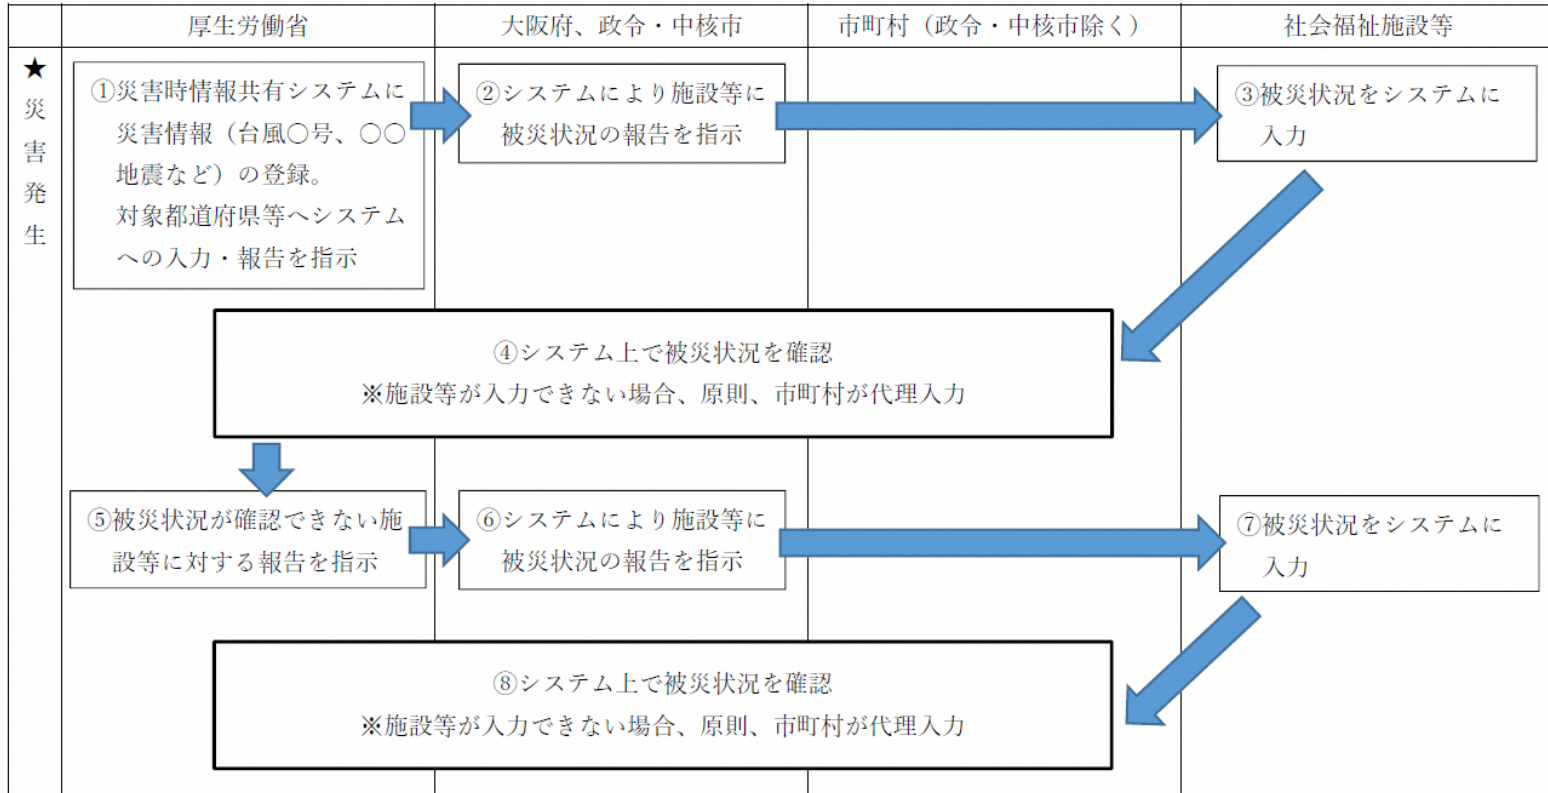 厚生労働省
大阪府、政令・中核市
市町村（政令・中核市除く）
社会福祉施設等
★
災
害
発
生
①災害時情報共有システムに
災害情報（台風〇号、〇〇
地震など）の登録。
対象都道府県等へシステム
への入力・報告を指示
②システムにより施設等に
被災状況の報告を指示
③被災状況をシステムに
入力
④システム上で被災状況を確認
※施設等が入力できない場合、原則、市町村が代理入力
⑤被災状況が確認できない施
設等に対する報告を指示
⑥システムにより施設等に
被災状況の報告を指示
⑦被災状況をシステムに
入力
⑧システム上で被災状況を確認
※施設等が入力できない場合、原則、市町村が代理入力